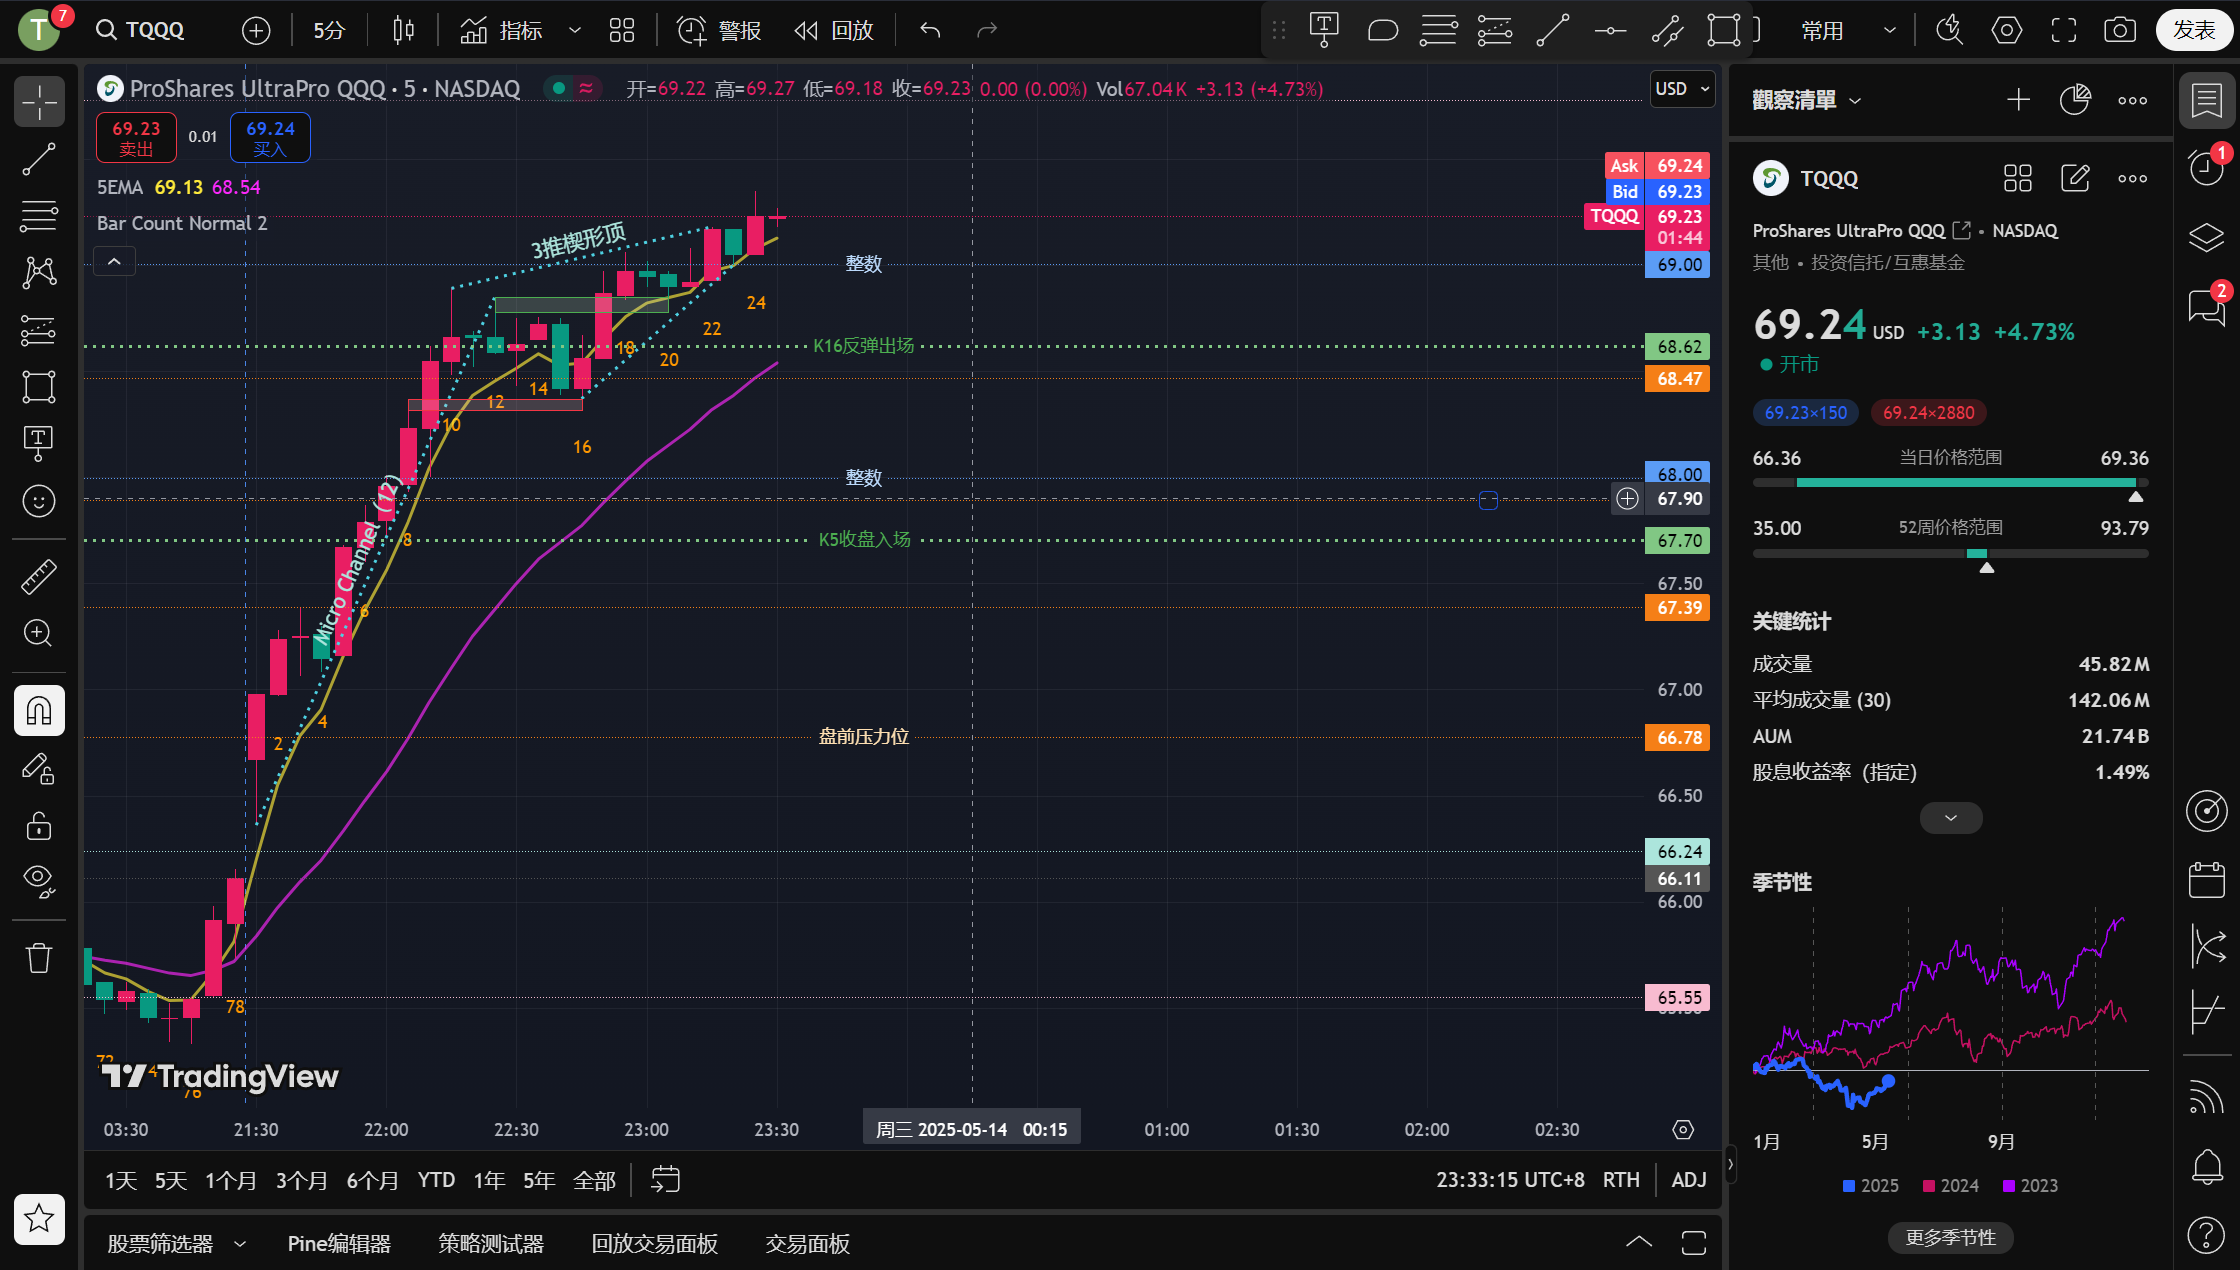 T 7 TQQQ 5分 指标 警报 回放 常用 发表
ProShares UltraPro QQQ · 5 · NASDAQ 开=69.22 高=69.27 低=69.18 收=69.23 0.00 (0.00%) Vol67.04 K +3.13 (+4.73%)
USD
69.23
卖出
0.01
69.24
买入
5EMA 69.13 68.54
Bar Count Normal 2
3推楔形顶
整数
K16反弹出场
整数
K5收盘入场
盘前压力位
Micro Channel (12)
2
4
6
8
10
12
14
16
18
20
22
24
78
76
Ask 69.24
Bid 69.23
TQQQ 69.23
01:44
69.00
68.62
68.47
68.00
67.90
67.70
67.50
67.39
67.00
66.78
66.50
66.24
66.11
66.00
65.55
TradingView
03:30 21:30 22:00 22:30 23:00 23:30 周三 2025-05-14 00:15 01:00 01:30 02:00 02:30
1天 5天 1个月 3个月 6个月 YTD 1年 5年 全部 23:33:15 UTC+8 RTH ADJ
股票筛选器 Pine编辑器 策略测试器 回放交易面板 交易面板
觀察清單
TQQQ
ProShares UltraPro QQQ • NASDAQ
其他 • 投资信托/互惠基金
69.24 USD +3.13 +4.73%
开市
69.23×150 69.24×2880
66.36 当日价格范围 69.36
35.00 52周价格范围 93.79
关键统计
成交量 45.82 M
平均成交量 (30) 142.06 M
AUM 21.74 B
股息收益率（指定） 1.49%
季节性
1月 5月 9月
2025 2024 2023
更多季节性
1
2